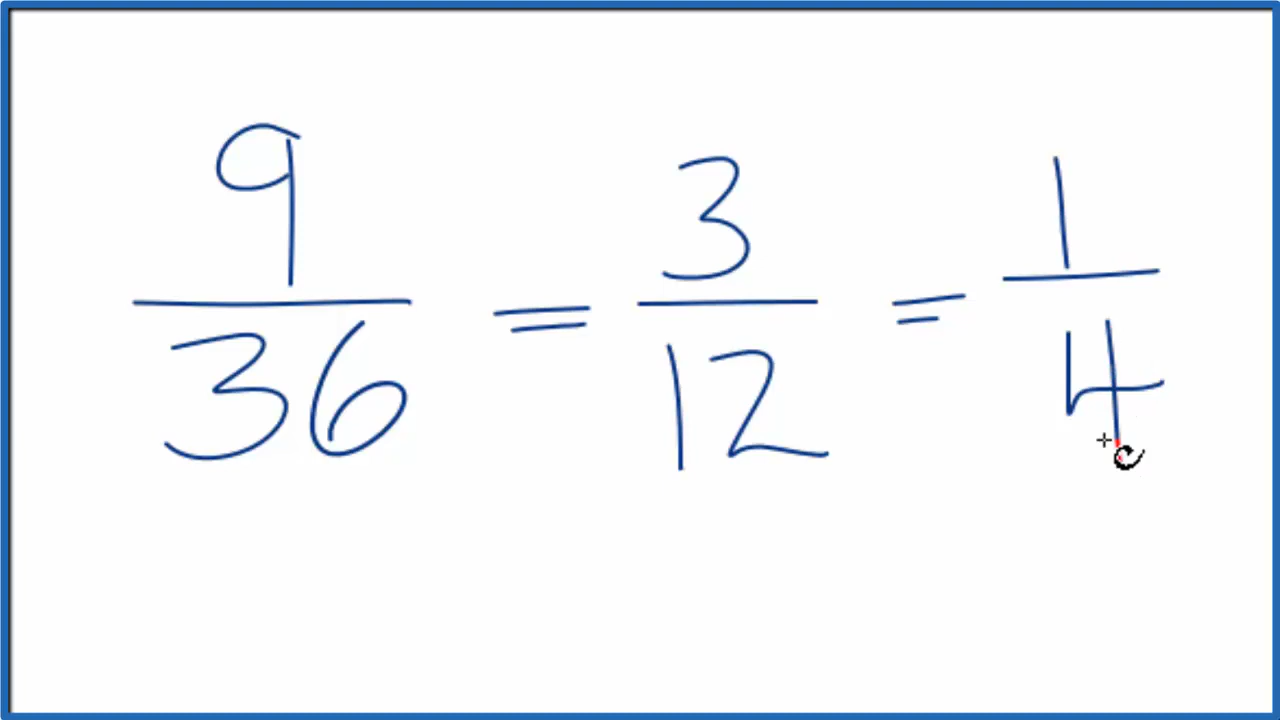 9/36 = 3/12 = 1/4